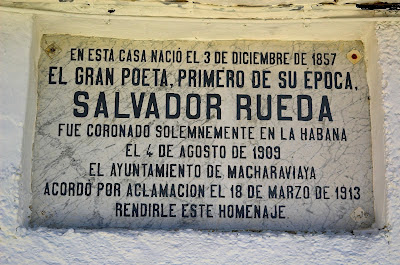 EN ESTA CASA NACIÓ EL 3 DE DICIEMBRE DE 1857
EL GRAN POETA, PRIMERO DE SU ÉPOCA,
SALVADOR RUEDA
FUE CORONADO SOLEMNEMENTE EN LA HABANA
EL 4 DE AGOSTO DE 1909
EL AYUNTAMIENTO DE MACHARAVIAYA
ACORDÓ POR ACLAMACION EL 18 DE MARZO DE 1913
RENDIRLE ESTE HOMENAJE